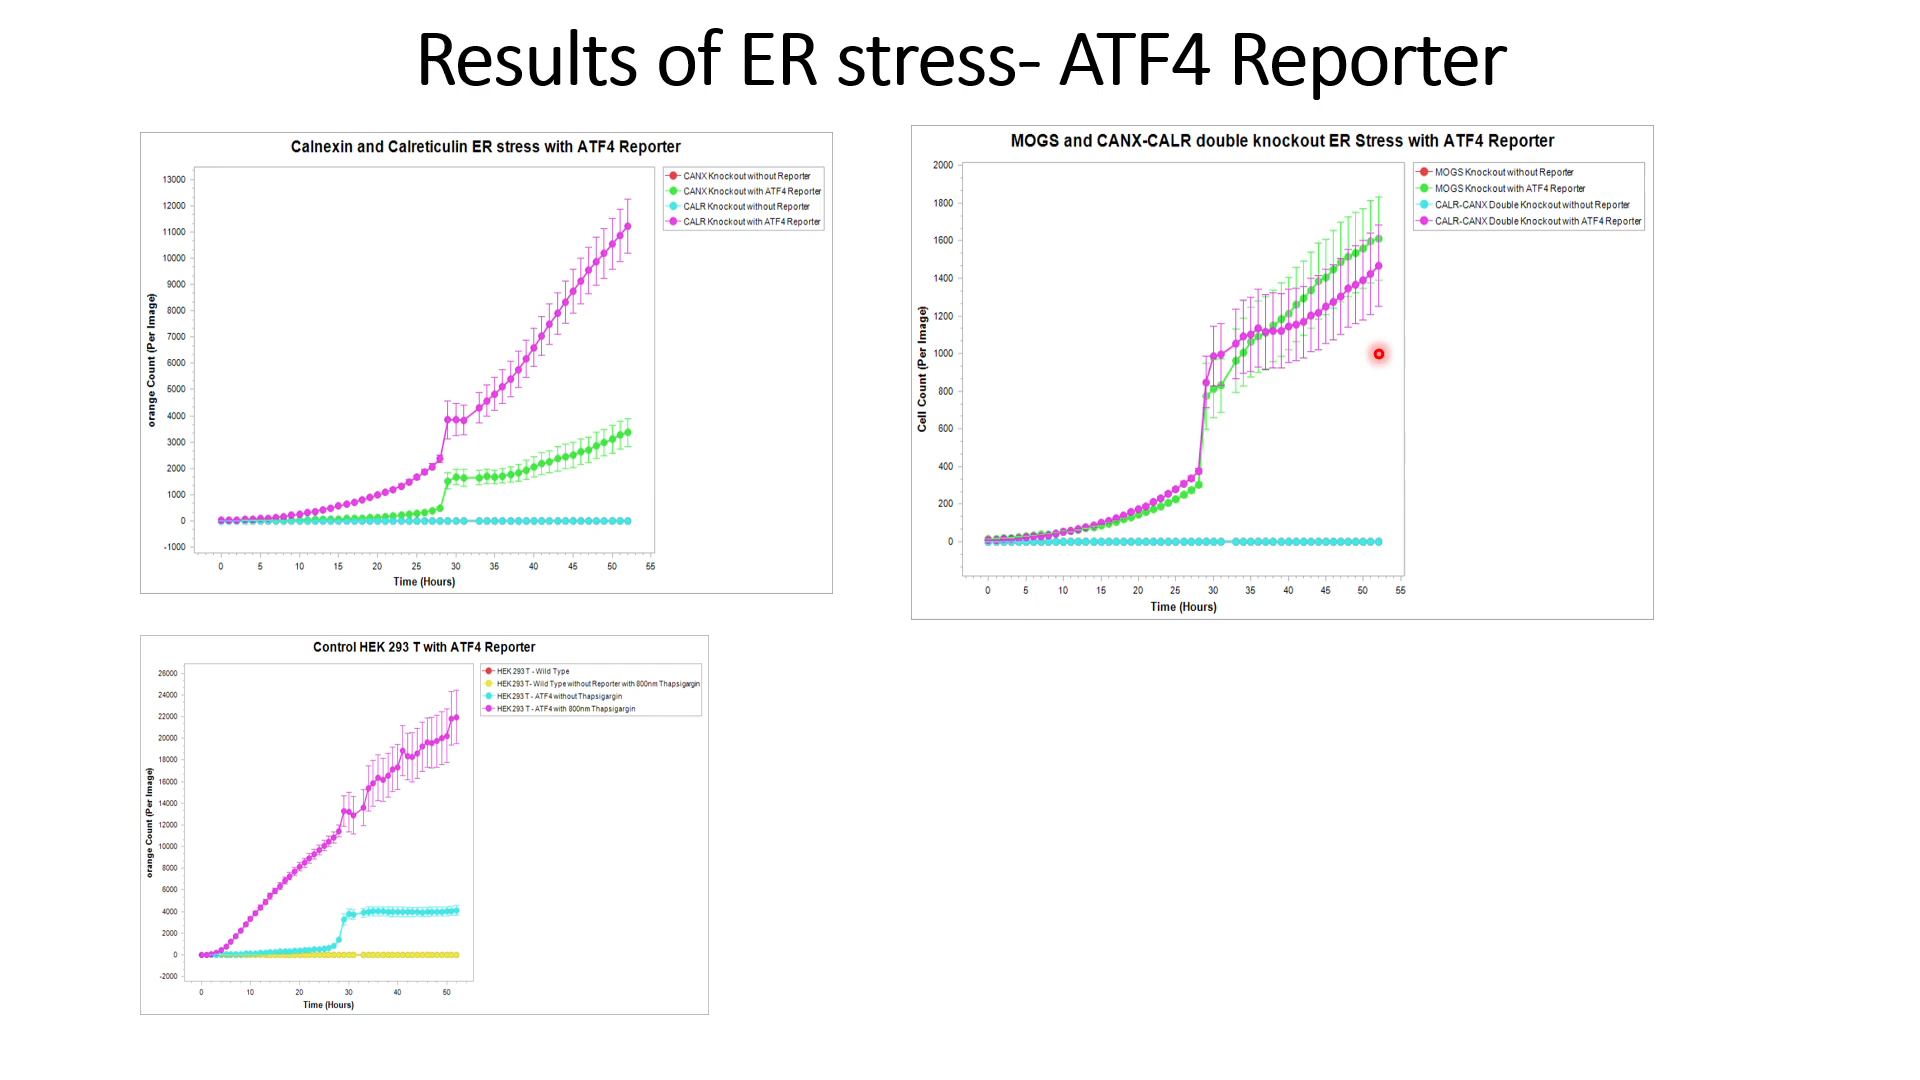 Results of ER stress- ATF4 Reporter
Calnexin and Calreticulin ER stress with ATF4 Reporter
orange Count (Per Image)
13000
12000
11000
10000
9000
8000
7000
6000
5000
4000
3000
2000
1000
0
-1000
0 5 10 15 20 25 30 35 40 45 50 55
Time (Hours)
CANX Knockout without Reporter
CANX Knockout with ATF4 Reporter
CALR Knockout without Reporter
CALR Knockout with ATF4 Reporter
MOGS and CANX-CALR double knockout ER Stress with ATF4 Reporter
Cell Count (Per Image)
2000
1800
1600
1400
1200
1000
800
600
400
200
0
0 5 10 15 20 25 30 35 40 45 50 55
Time (Hours)
MOGS Knockout without Reporter
MOGS Knockout with ATF4 Reporter
CALR-CANX Double Knockout without Reporter
CALR-CANX Double Knockout with ATF4 Reporter
Control HEK 293 T with ATF4 Reporter
orange Count (Per Image)
26000
24000
22000
20000
18000
16000
14000
12000
10000
8000
6000
4000
2000
0
-2000
0 10 20 30 40 50
Time (Hours)
HEK 293 T - Wild Type
HEK 293 T- Wild Type without Reporter with 800nm Thapsigargin
HEK 293 T - ATF4 without Thapsigargin
HEK 293 T - ATF4 with 800nm Thapsigargin